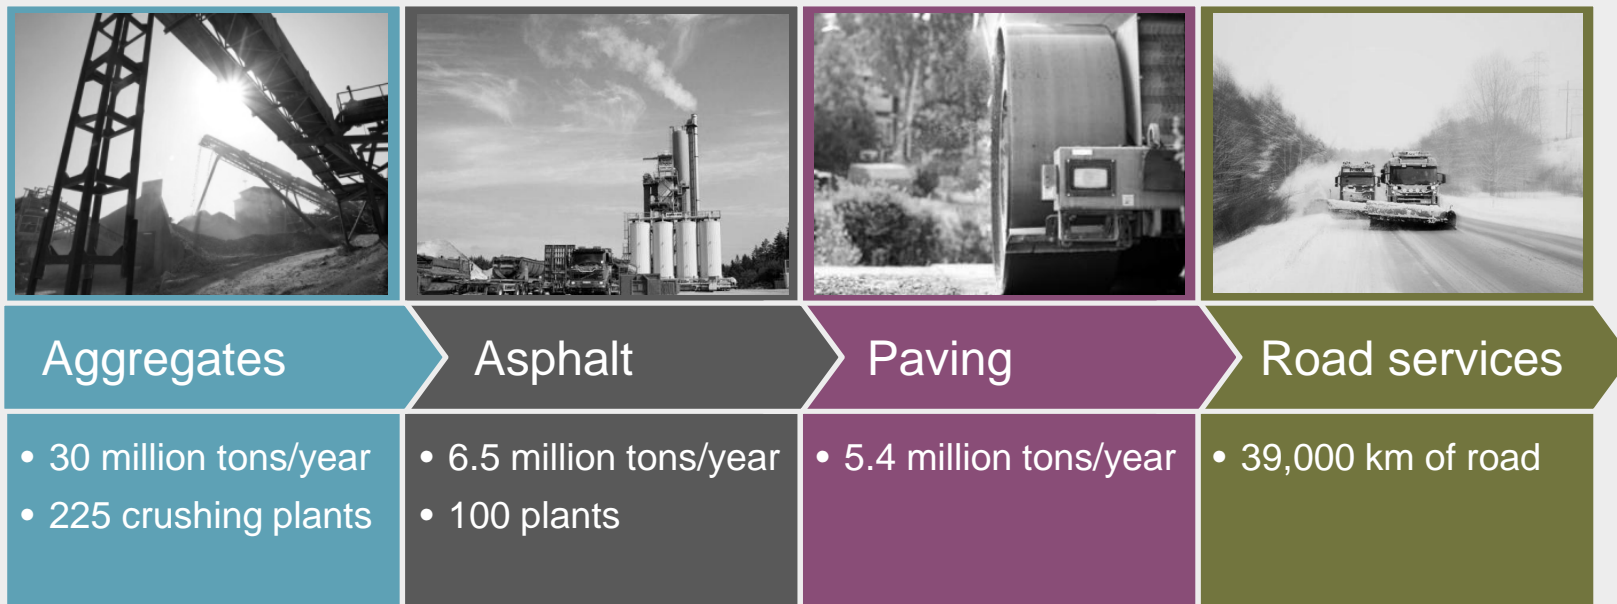 Aggregates
Asphalt
Paving
Road services
• 30 million tons/year
• 225 crushing plants
• 6.5 million tons/year
• 100 plants
• 5.4 million tons/year
• 39,000 km of road